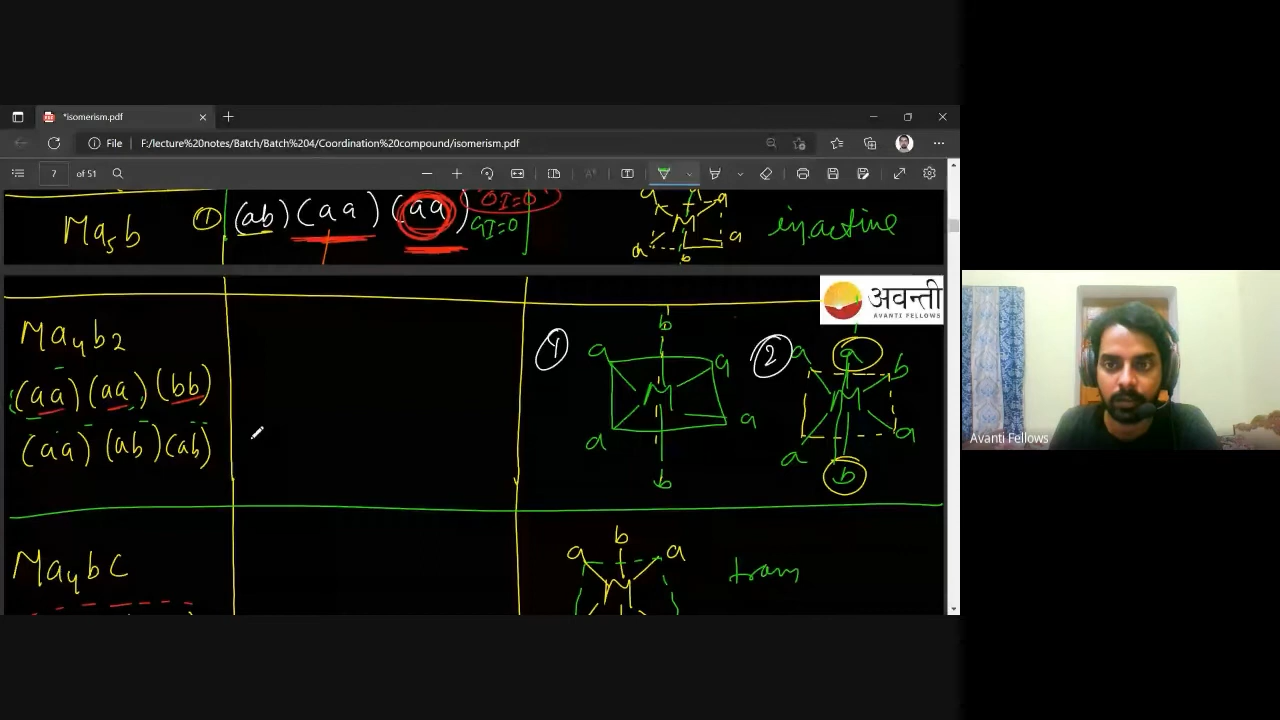 *isomerism.pdf
File F:/lecture%20notes/Batch/Batch%204/Coordination%20compound/isomerism.pdf
7 of 51
Ma5b ① (ab) (aa) (aa) OI=0 GI=0 a a a a b M inactive
अवन्ती
AVANTI FELLOWS
Ma4b2
(aa) (aa) (bb)
(aa) (ab) (ab)
① b a a M a a b
② a a b M a a b
Ma4bc
b a a M trans
Avanti Fellows